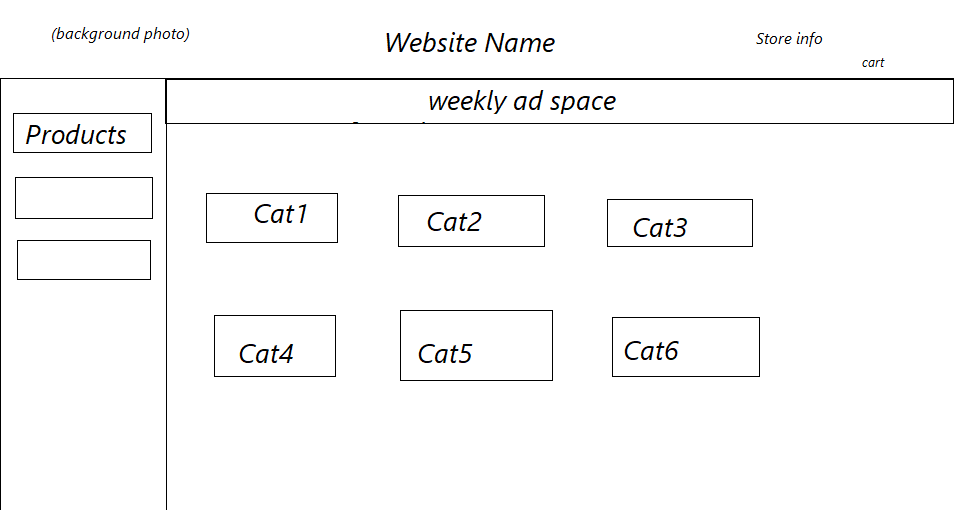 (background photo)
Website Name
Store info
cart
weekly ad space
Products
Cat1
Cat2
Cat3
Cat4
Cat5
Cat6